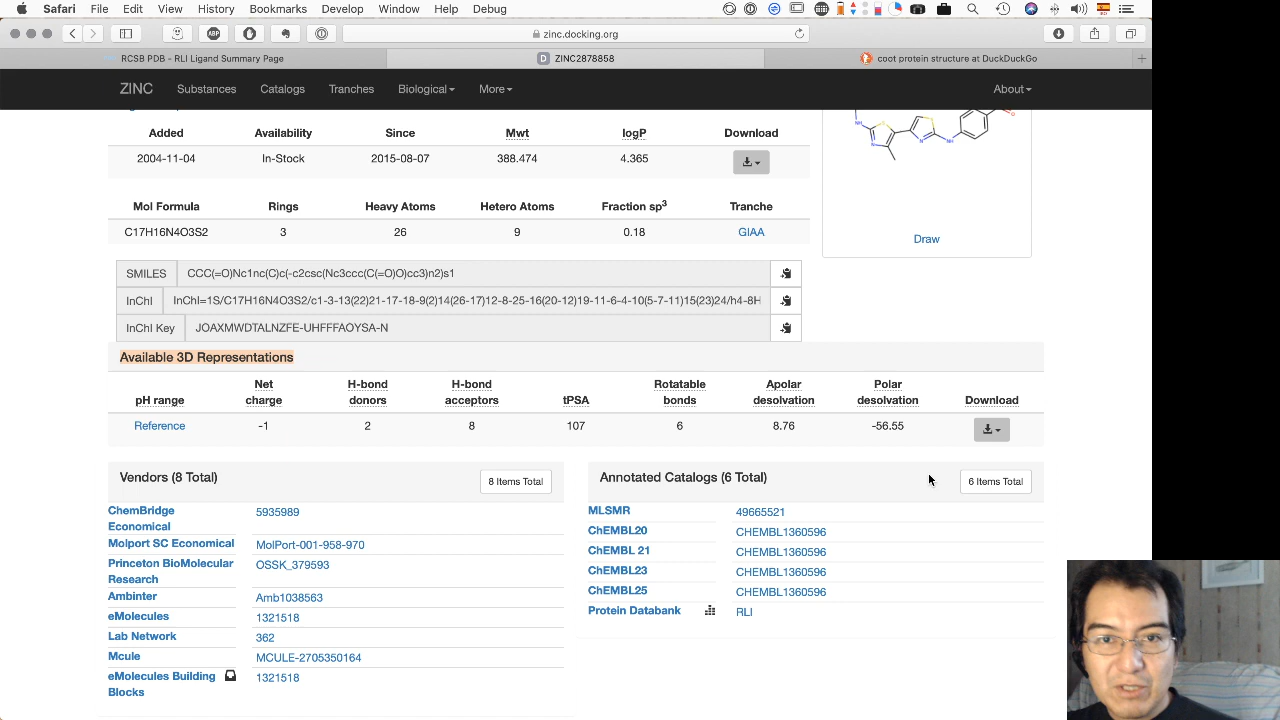 Safari File Edit View History Bookmarks Develop Window Help Debug
zinc.docking.org
RCSB PDB - RLI Ligand Summary Page
D ZINC2878858
coot protein structure at DuckDuckGo
ABP
ZINC Substances Catalogs Tranches Biological More About
Added Availability Since Mwt logP Download
2004-11-04 In-Stock 2015-08-07 388.474 4.365
Mol Formula Rings Heavy Atoms Hetero Atoms Fraction sp3 Tranche
C17H16N4O3S2 3 26 9 0.18 GIAA
Draw
SMILES CCC(=O)Nc1nc(C)c(-c2csc(Nc3ccc(C(=O)O)cc3)n2)s1
InChI InChI=1S/C17H16N4O3S2/c1-3-13(22)21-17-18-9(2)14(26-17)12-8-25-16(20-12)19-11-6-4-10(5-7-11)15(23)24/h4-8H
InChI Key JOAXMWDTALNZFE-UHFFFAOYSA-N
Available 3D Representations
pH range Net charge H-bond donors H-bond acceptors tPSA Rotatable bonds Apolar desolvation Polar desolvation Download
Reference -1 2 8 107 6 8.76 -56.55
Vendors (8 Total) 8 Items Total
ChemBridge Economical 5935989
Molport SC Economical MolPort-001-958-970
Princeton BioMolecular Research OSSK_379593
Ambinter Amb1038563
eMolecules 1321518
Lab Network 362
Mcule MCULE-2705350164
eMolecules Building Blocks 1321518
Annotated Catalogs (6 Total) 6 Items Total
MLSMR 49665521
ChEMBL20 CHEMBL1360596
ChEMBL 21 CHEMBL1360596
ChEMBL23 CHEMBL1360596
ChEMBL25 CHEMBL1360596
Protein Databank RLI